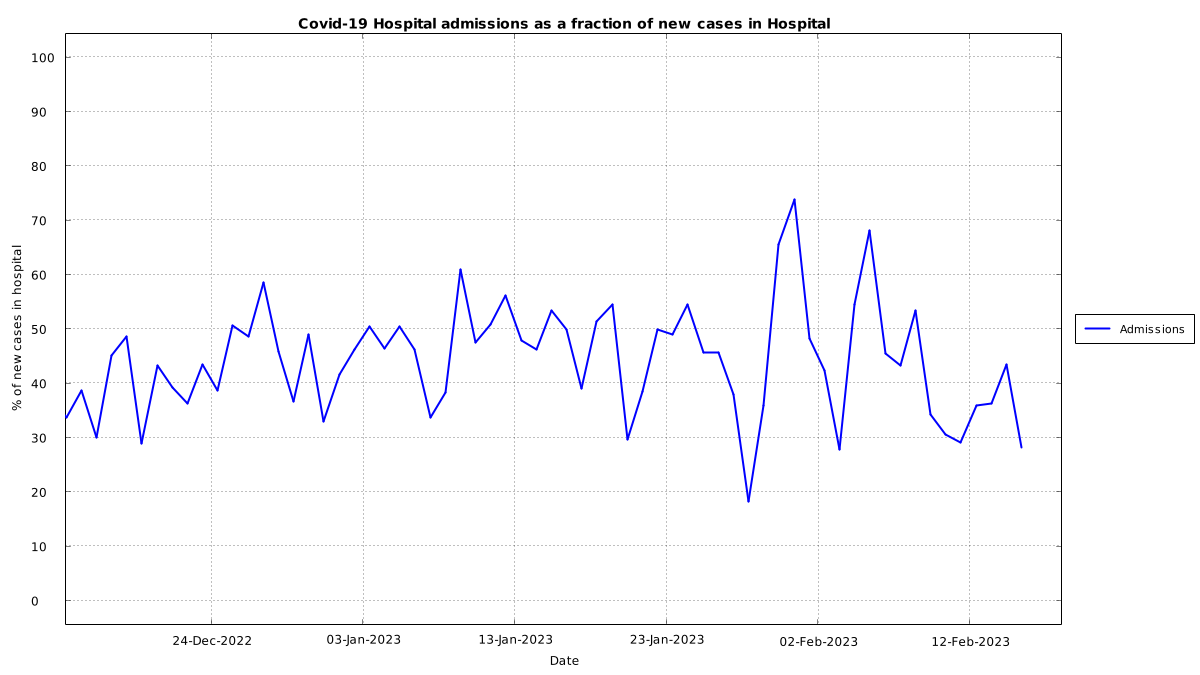 Covid-19 Hospital admissions as a fraction of new cases in Hospital
100
90
80
70
60
50
40
30
20
10
0
% of new cases in hospital
24-Dec-2022
03-Jan-2023
13-Jan-2023
23-Jan-2023
02-Feb-2023
12-Feb-2023
Date
Admissions